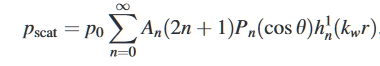 p_scat = p_0 ∑_{n=0}^{∞} A_n(2n + 1)P_n(cos θ)h_n^1(k_w r).